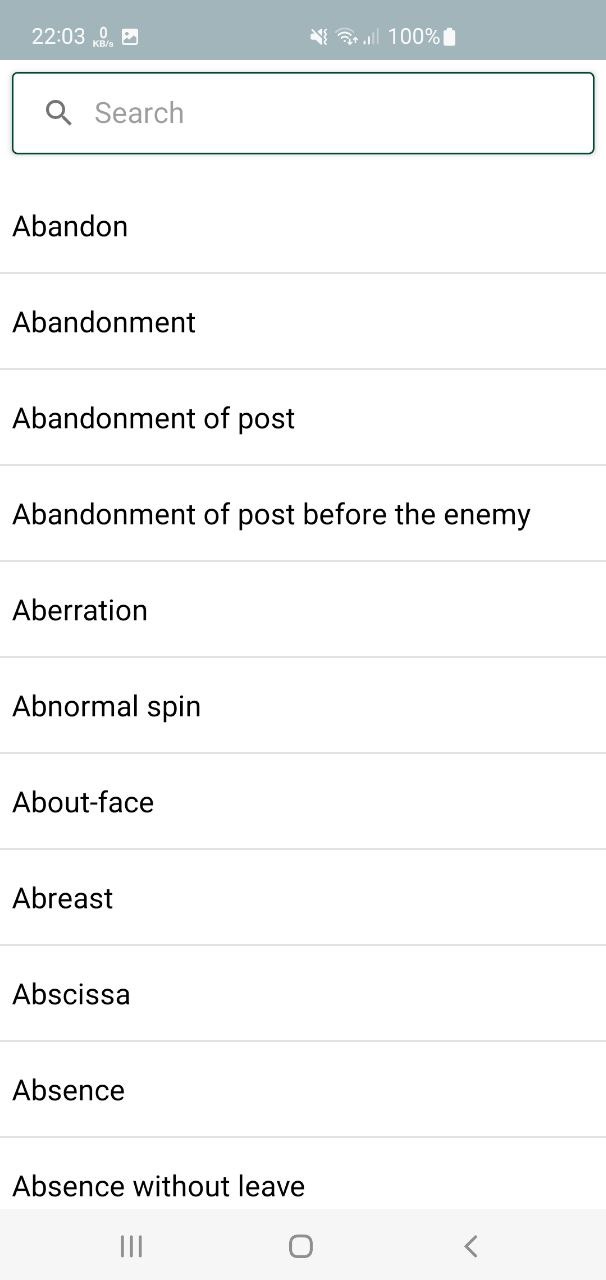 22:03 0 KB/s 100%
Search
Abandon
Abandonment
Abandonment of post
Abandonment of post before the enemy
Aberration
Abnormal spin
About-face
Abreast
Abscissa
Absence
Absence without leave